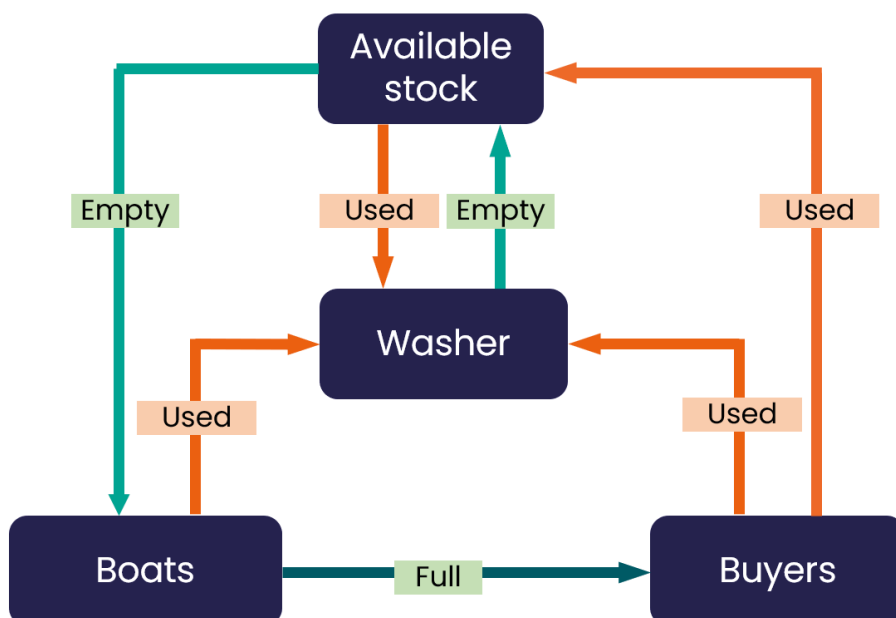 Available
stock
Empty
Used
Empty
Used
Washer
Used
Used
Boats
Full
Buyers